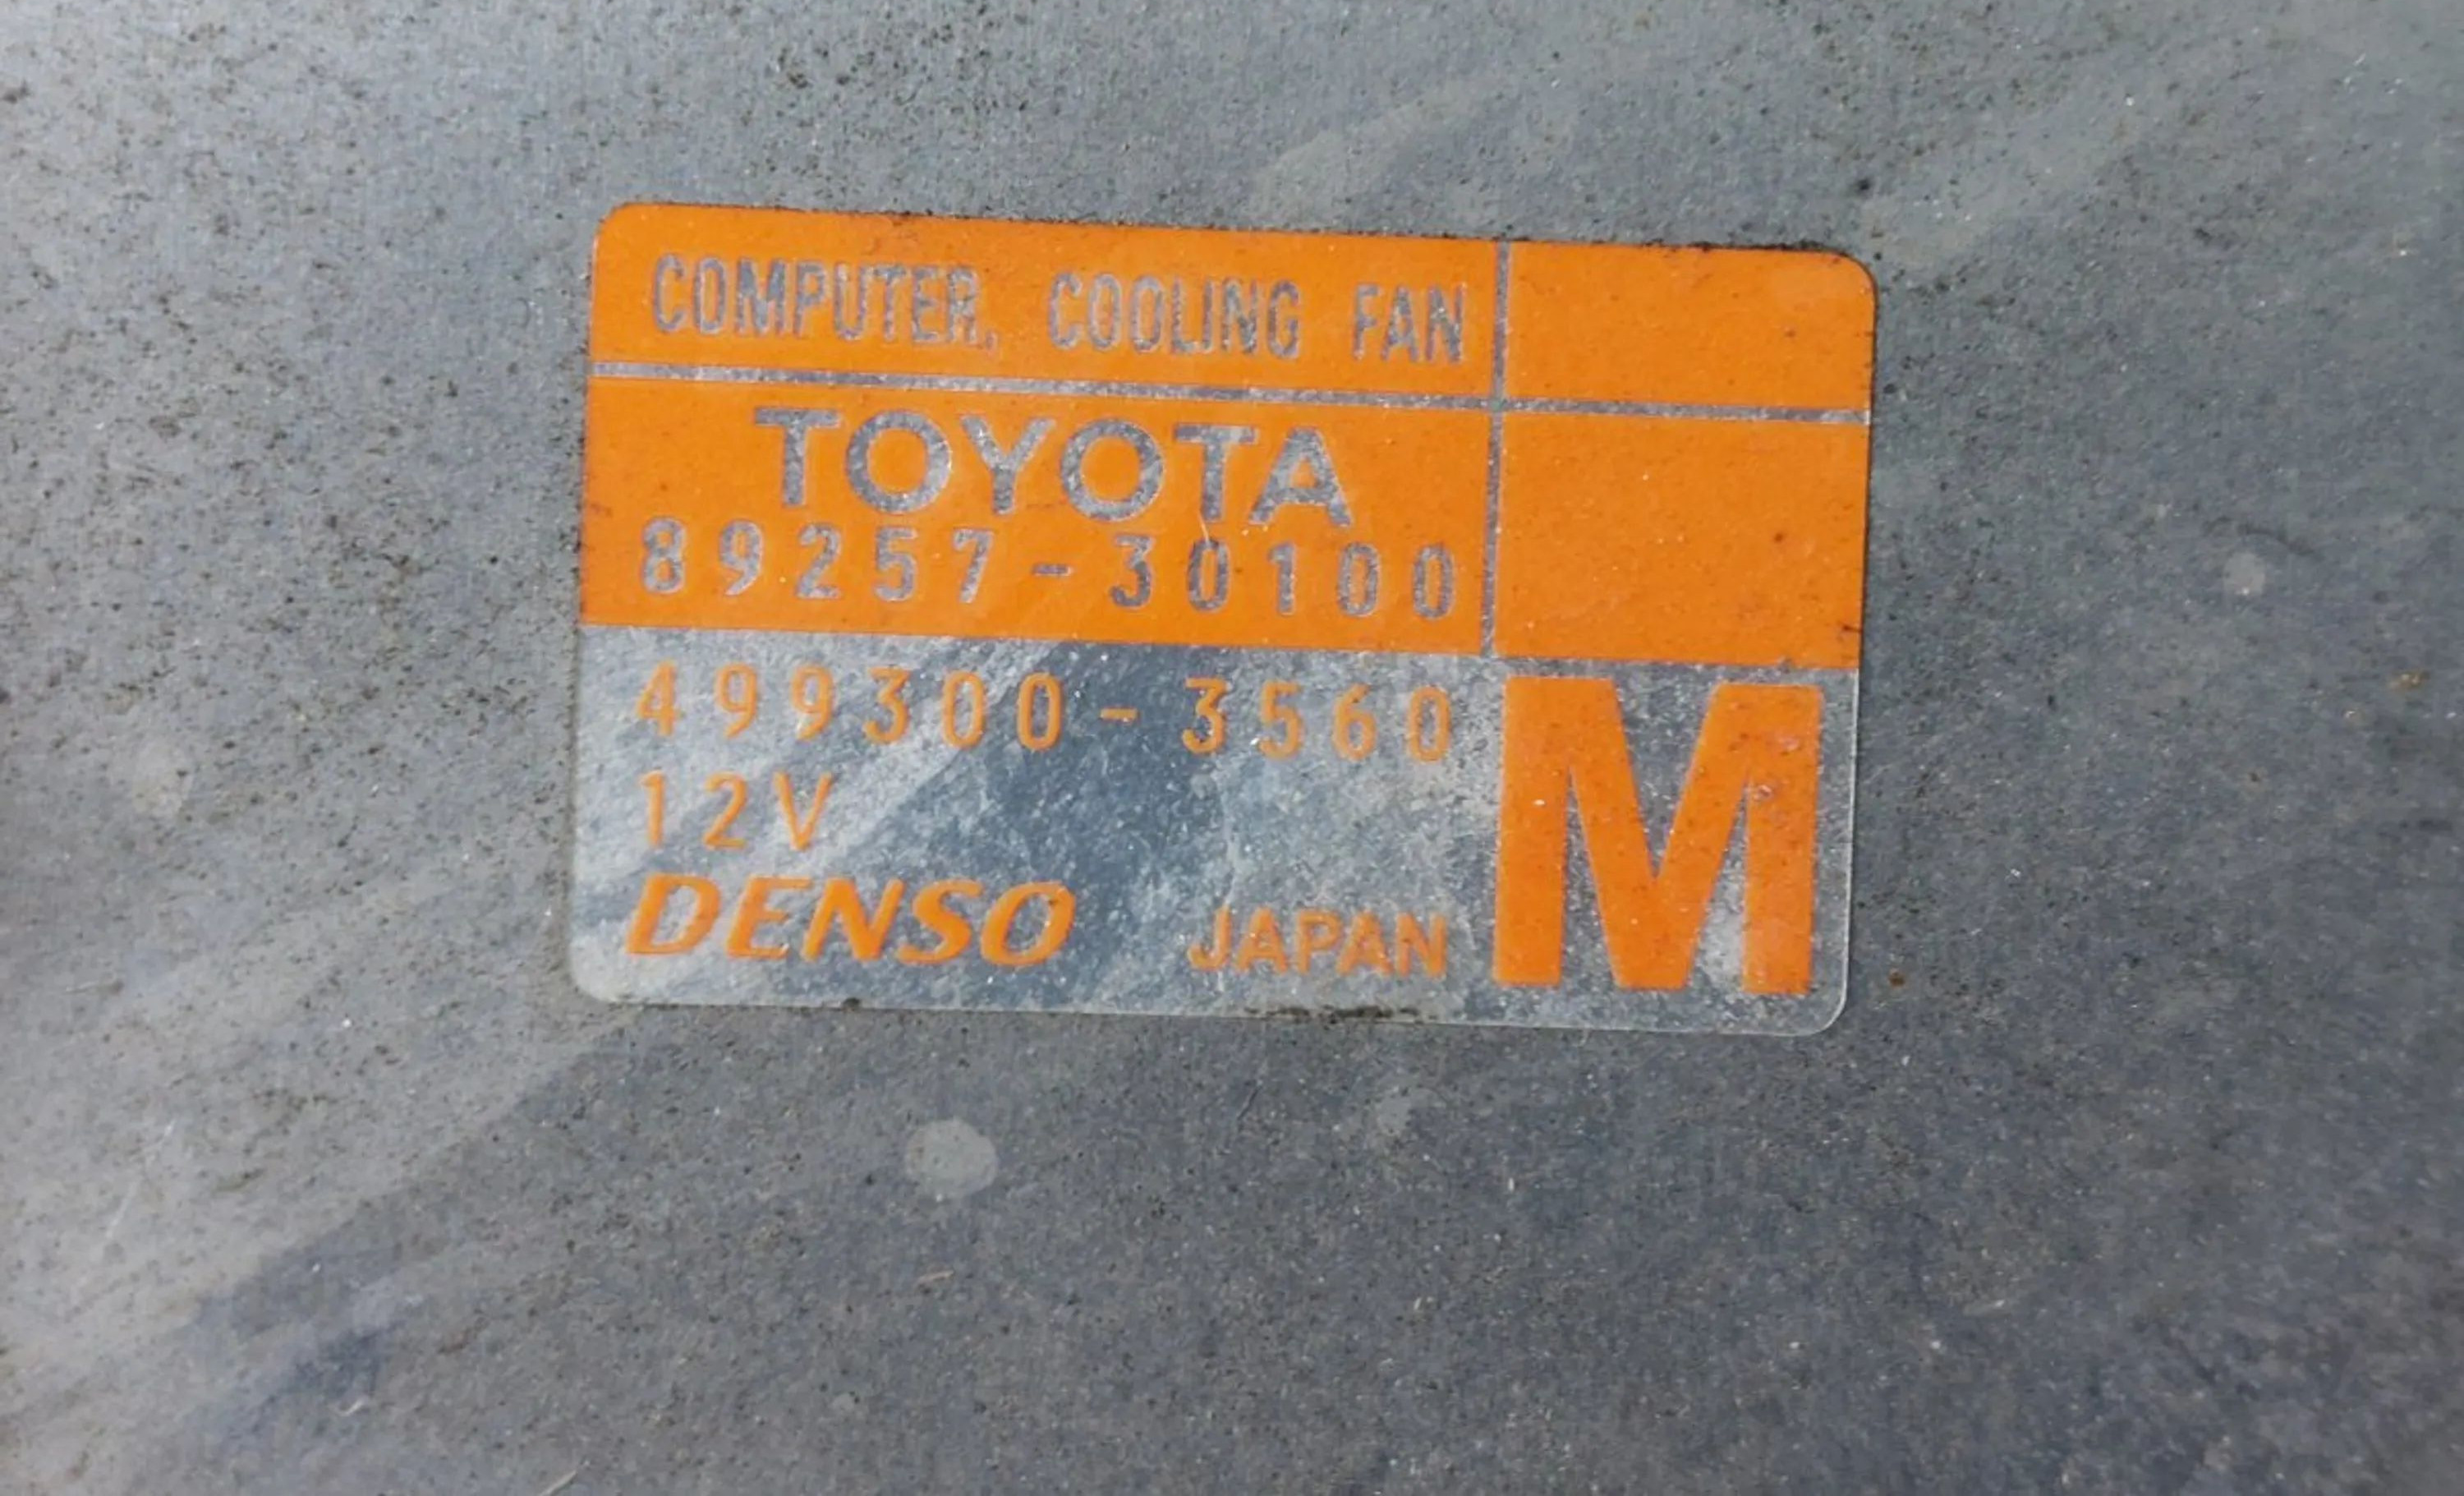 COMPUTER, COOLING FAN
TOYOTA
89257-30100
499300-3560
12V
DENSO JAPAN
M